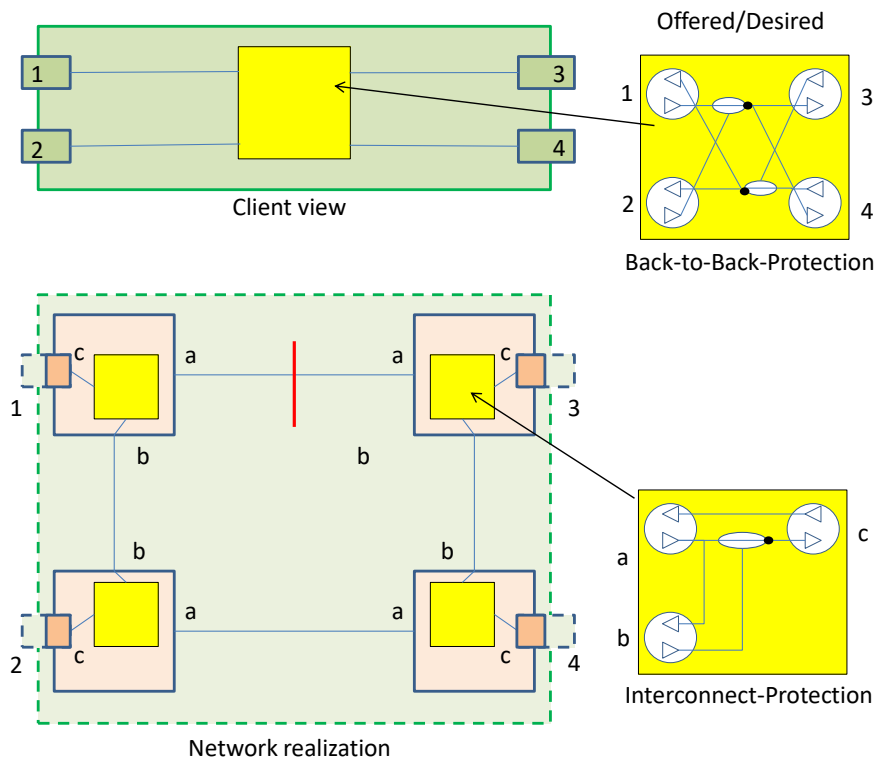 Offered/Desired
1
3
2
4
Client view
1
3
2
4
Back-to-Back-Protection
c
a
a
c
1
3
b
b
b
b
a
a
c
c
2
4
Network realization
a
c
b
Interconnect-Protection